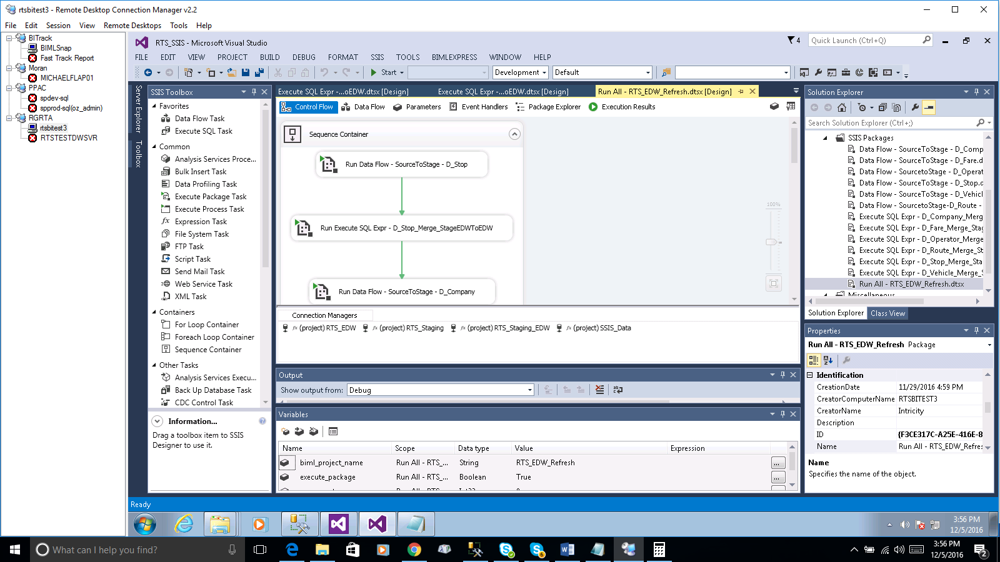 rtsbitest3 - Remote Desktop Connection Manager v2.2
File Edit Session View Remote Desktops Tools Help
BITrack
BIMLSnap
Fast Track Report
Moran
MICHAELFLAP01
PPAC
spdev-sql
spprod-sql(oz_admin)
RGRTA
rtsbitest3
RTSTESTDWSVR
RTS_SSIS - Microsoft Visual Studio
4
Quick Launch (Ctrl+Q)
FILE EDIT VIEW PROJECT BUILD DEBUG FORMAT SSIS TOOLS BIMLEXPRESS WINDOW HELP
Start Development Default
Server Explorer
Toolbox
SSIS Toolbox
Favorites
Data Flow Task
Execute SQL Task
Common
Analysis Services Proce...
Bulk Insert Task
Data Profiling Task
Execute Package Task
Execute Process Task
Expression Task
File System Task
FTP Task
Script Task
Send Mail Task
Web Service Task
XML Task
Containers
For Loop Container
Foreach Loop Container
Sequence Container
Other Tasks
Analysis Services Execu...
Back Up Database Task
CDC Control Task
Information...
Drag a toolbox item to SSIS
Designer to use it.
Execute SQL Expr -...oEDW.dtsx [Design] Execute SQL Expr -...oEDW.dtsx [Design] Run All - RTS_EDW_Refresh.dtsx [Design]
Control Flow Data Flow Parameters Event Handlers Package Explorer Execution Results
Sequence Container
Run Data Flow - SourceToStage - D_Stop
Run Execute SQL Expr - D_Stop_Merge_StageEDWToEDW
Run Data Flow - SourceToStage - D_Company
100%
Connection Managers
fx (project) RTS_EDW fx (project) RTS_Staging fx (project) RTS_Staging_EDW fx (project) SSIS_Data
Output
Show output from: Debug
Variables
Name Scope Data type Value Expression
biml_project_name Run All - RTS_... String RTS_EDW_Refresh ...
execute_package Run All - RTS_... Boolean True ...
Solution Explorer
Search Solution Explorer (Ctrl+;)
SSIS Packages
Data Flow - SourceToStage - D_Comp
Data Flow - SourceToStage - D_Fare.d
Data Flow - SourcetoStage - D_Operat
Data Flow - SourceToStage - D_Stop.d
Data Flow - SourceToStage - D_Vehicl
Data Flow - SourcetoStage-D_Route -
Execute SQL Expr - D_Company_Merg
Execute SQL Expr - D_Fare_Merge_Stag
Execute SQL Expr - D_Operator_Merge
Execute SQL Expr - D_Route_Merge_St
Execute SQL Expr - D_Stop_Merge_Sta
Execute SQL Expr - D_Vehicle_Merge_S
Run All - RTS_EDW_Refresh.dtsx
Miscellaneous
Solution Explorer Class View
Properties
Run All - RTS_EDW_Refresh Package
Identification
CreationDate 11/29/2016 4:59 PM
CreatorComputerName RTSBITEST3
CreatorName Intricity
Description
ID {F3CE317C-A25E-416E-8
Name Run All - RTS_EDW_Refres
Name
Specifies the name of the object.
Ready
3:56 PM
12/5/2016
What can I help you find?
6
3:56 PM
12/5/2016
2